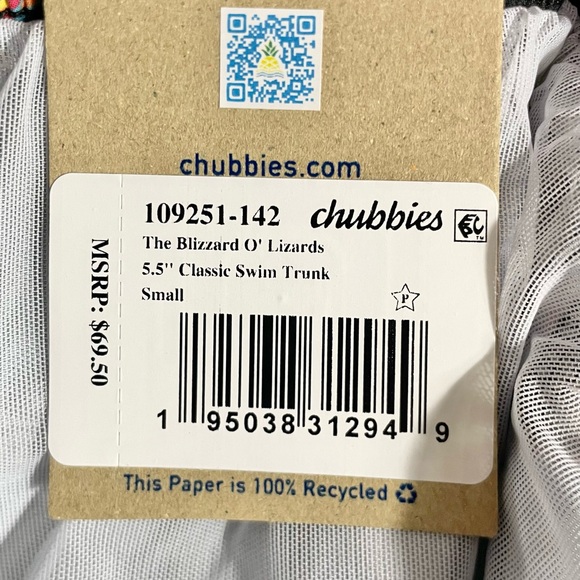 chubbies.com
109251-142 chubbies
The Blizzard O' Lizards
5.5" Classic Swim Trunk
Small
P
MSRP: $69.50
1 95038 31294 9
This Paper is 100% Recycled